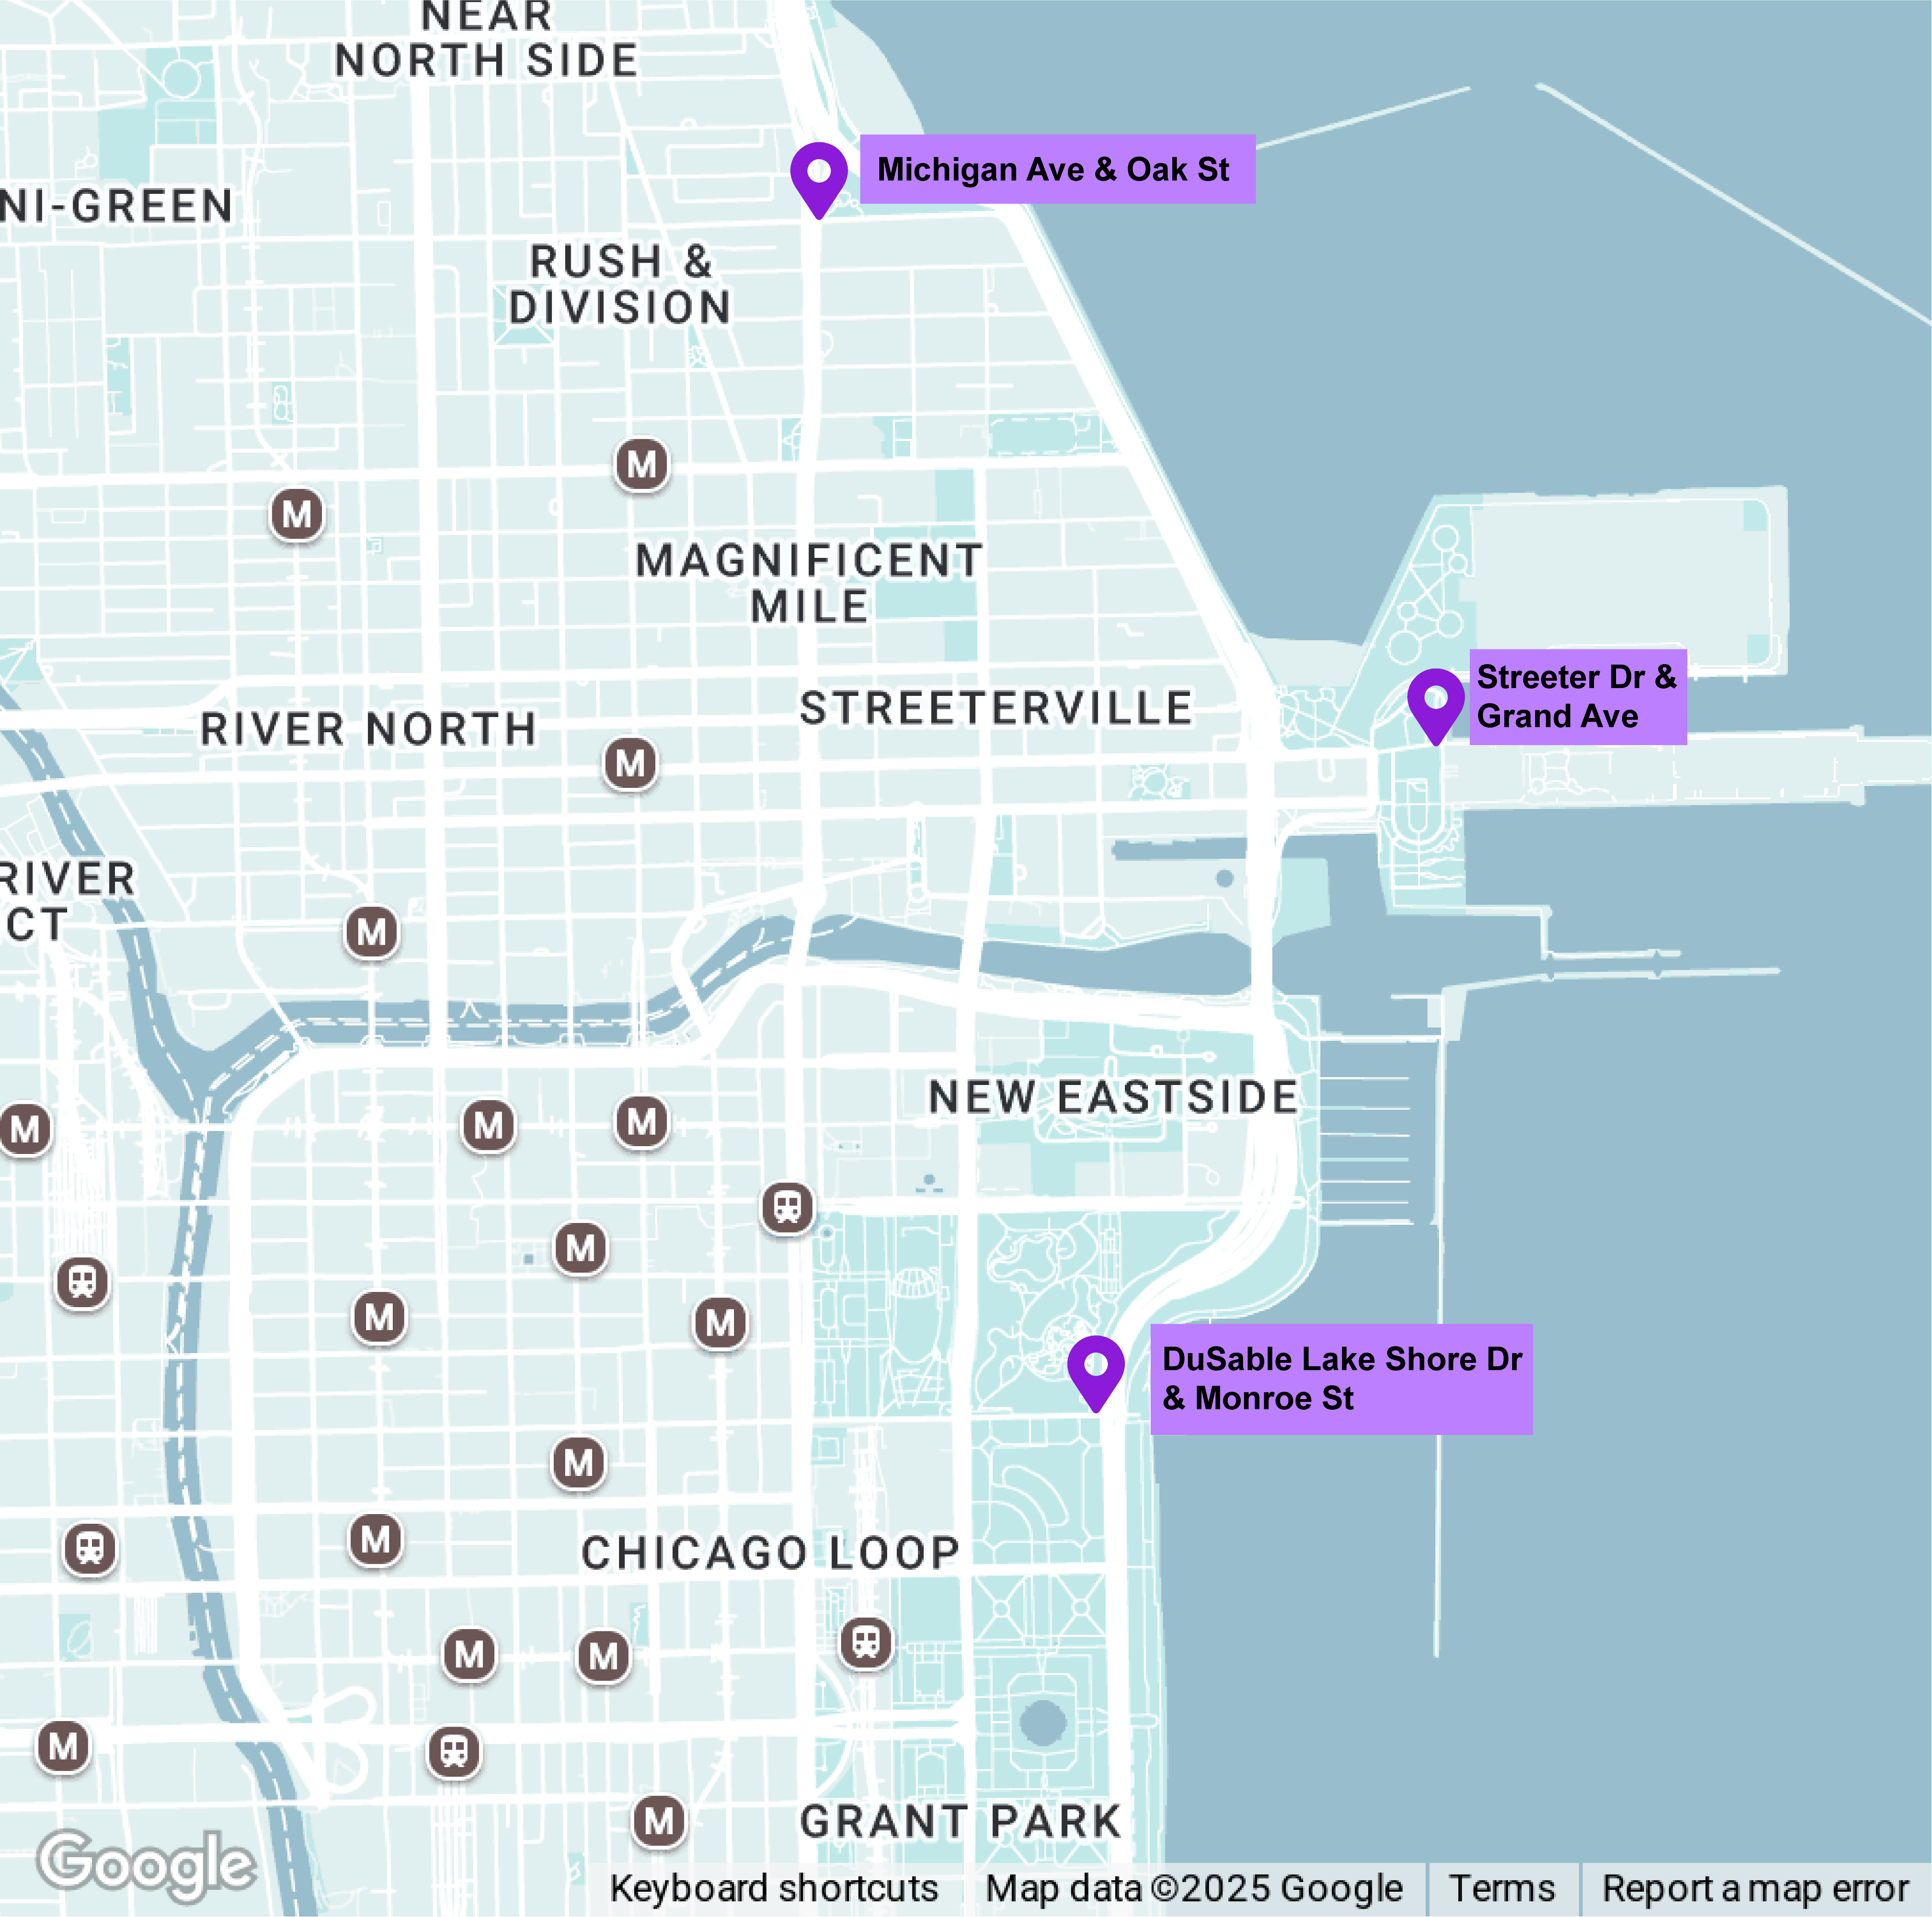 NEAR
NORTH SIDE
Michigan Ave & Oak St
NI-GREEN
RUSH &
DIVISION
M
M
MAGNIFICENT
MILE
Streeter Dr &
Grand Ave
STREETERVILLE
RIVER NORTH
M
RIVER
CT
M
NEW EASTSIDE
M
M
M
M
M
M
DuSable Lake Shore Dr
& Monroe St
M
M
CHICAGO LOOP
M
M
M
GRANT PARK
M
Google
Keyboard shortcuts
Map data ©2025 Google
Terms
Report a map error